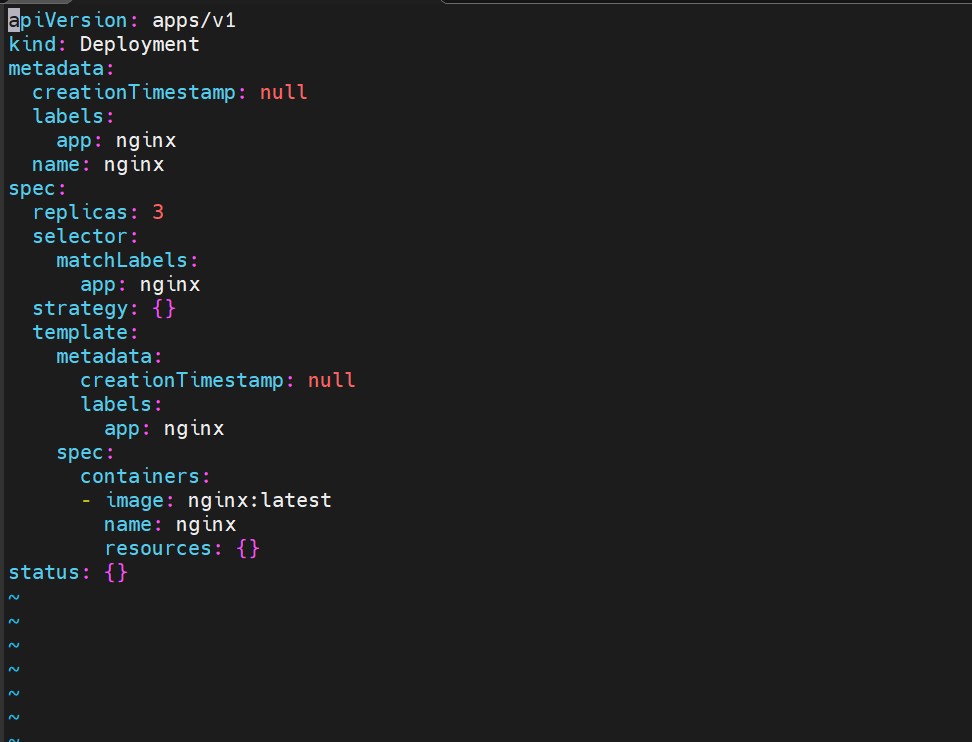 apiVersion: apps/v1
kind: Deployment
metadata:
  creationTimestamp: null
  labels:
    app: nginx
  name: nginx
spec:
  replicas: 3
  selector:
    matchLabels:
      app: nginx
  strategy: {}
  template:
    metadata:
      creationTimestamp: null
      labels:
        app: nginx
    spec:
      containers:
      - image: nginx:latest
        name: nginx
        resources: {}
status: {}
~
~
~
~
~
~
~